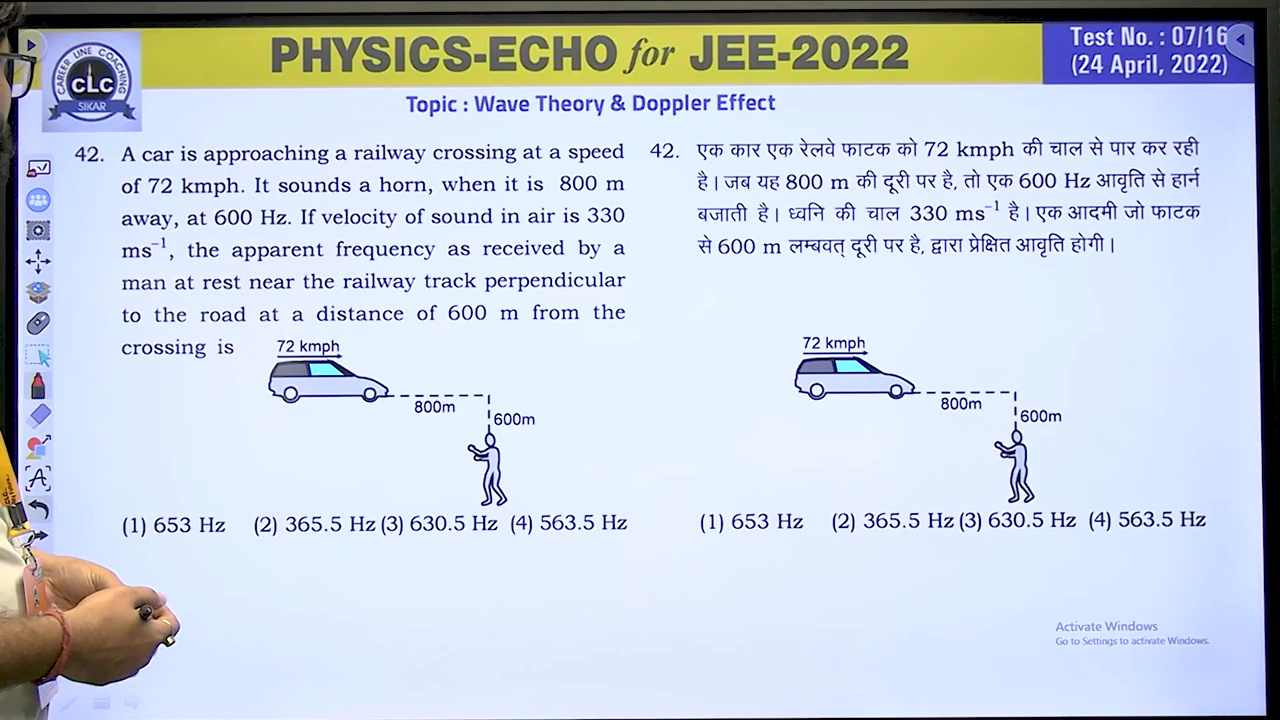 PHYSICS-ECHO for JEE-2022
Test No. : 07/16
(24 April, 2022)
CAREER LINE COACHING
CLC
SIKAR
Topic : Wave Theory & Doppler Effect
42. A car is approaching a railway crossing at a speed
of 72 kmph. It sounds a horn, when it is 800 m
away, at 600 Hz. If velocity of sound in air is 330
ms⁻¹, the apparent frequency as received by a
man at rest near the railway track perpendicular
to the road at a distance of 600 m from the
crossing is
72 kmph
800m
600m
(1) 653 Hz (2) 365.5 Hz (3) 630.5 Hz (4) 563.5 Hz
42. एक कार एक रेलवे फाटक को 72 kmph की चाल से पार कर रही
है। जब यह 800 m की दूरी पर है, तो एक 600 Hz आवृति से हार्न
बजाती है। ध्वनि की चाल 330 ms⁻¹ है। एक आदमी जो फाटक
से 600 m लम्बवत् दूरी पर है, द्वारा प्रेक्षित आवृति होगी।
72 kmph
800m
600m
(1) 653 Hz (2) 365.5 Hz (3) 630.5 Hz (4) 563.5 Hz
Activate Windows
Go to Settings to activate Windows.